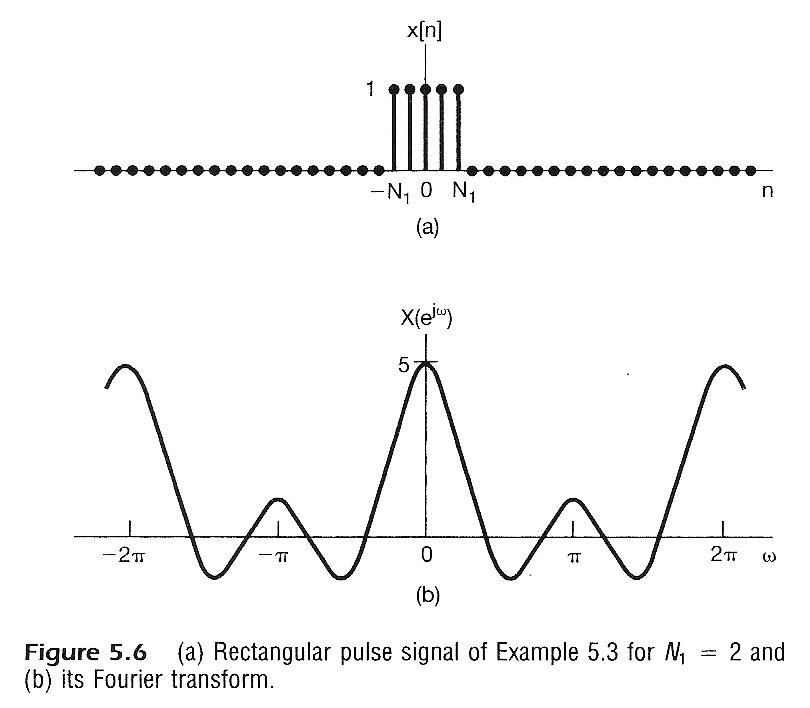 x[n]
1
−N₁ 0 N₁ n
(a)
X(e^jω)
5
−2π −π 0 π 2π ω
(b)
Figure 5.6 (a) Rectangular pulse signal of Example 5.3 for N₁ = 2 and
(b) its Fourier transform.